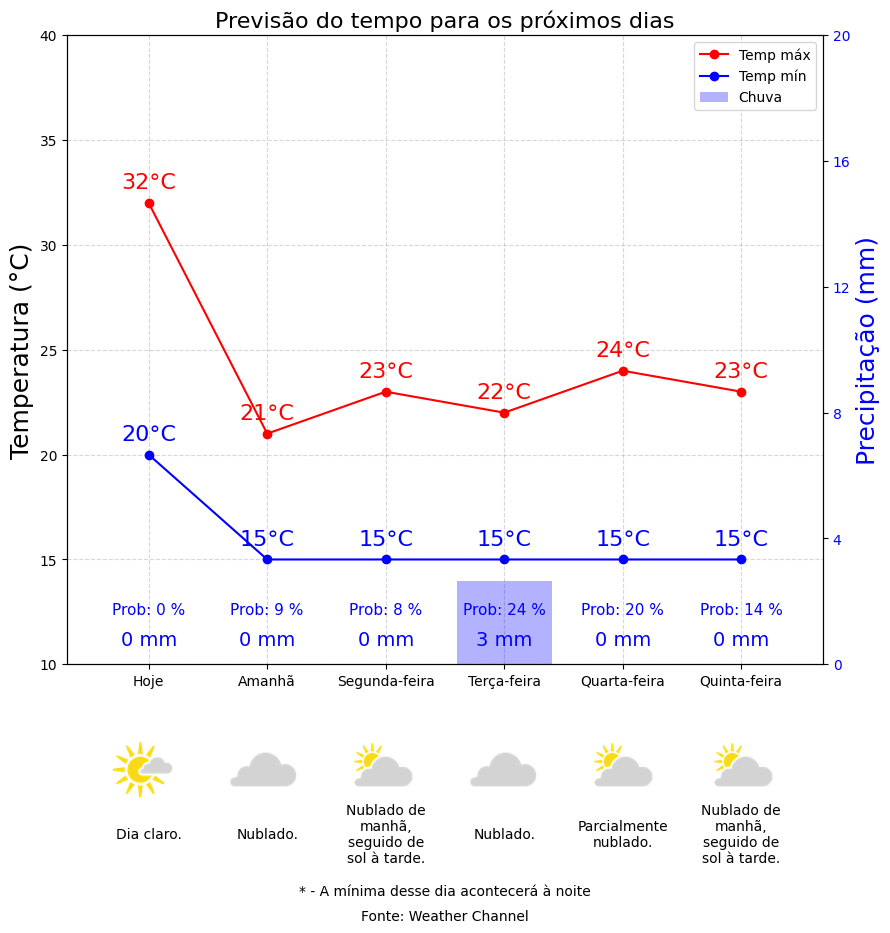 Previsão do tempo para os próximos dias
Temperatura (°C)
Precipitação (mm)
40
35
30
25
20
15
10
20
16
12
8
4
0
Temp máx
Temp mín
Chuva
32°C
21°C
23°C
22°C
24°C
23°C
20°C
15°C
15°C
15°C
15°C
15°C
Prob: 0 %
Prob: 9 %
Prob: 8 %
Prob: 24 %
Prob: 20 %
Prob: 14 %
0 mm
0 mm
0 mm
3 mm
0 mm
0 mm
Hoje
Amanhã
Segunda-feira
Terça-feira
Quarta-feira
Quinta-feira
Dia claro.
Nublado.
Nublado de
manhã,
seguido de
sol à tarde.
Nublado.
Parcialmente
nublado.
Nublado de
manhã,
seguido de
sol à tarde.
* - A mínima desse dia acontecerá à noite
Fonte: Weather Channel